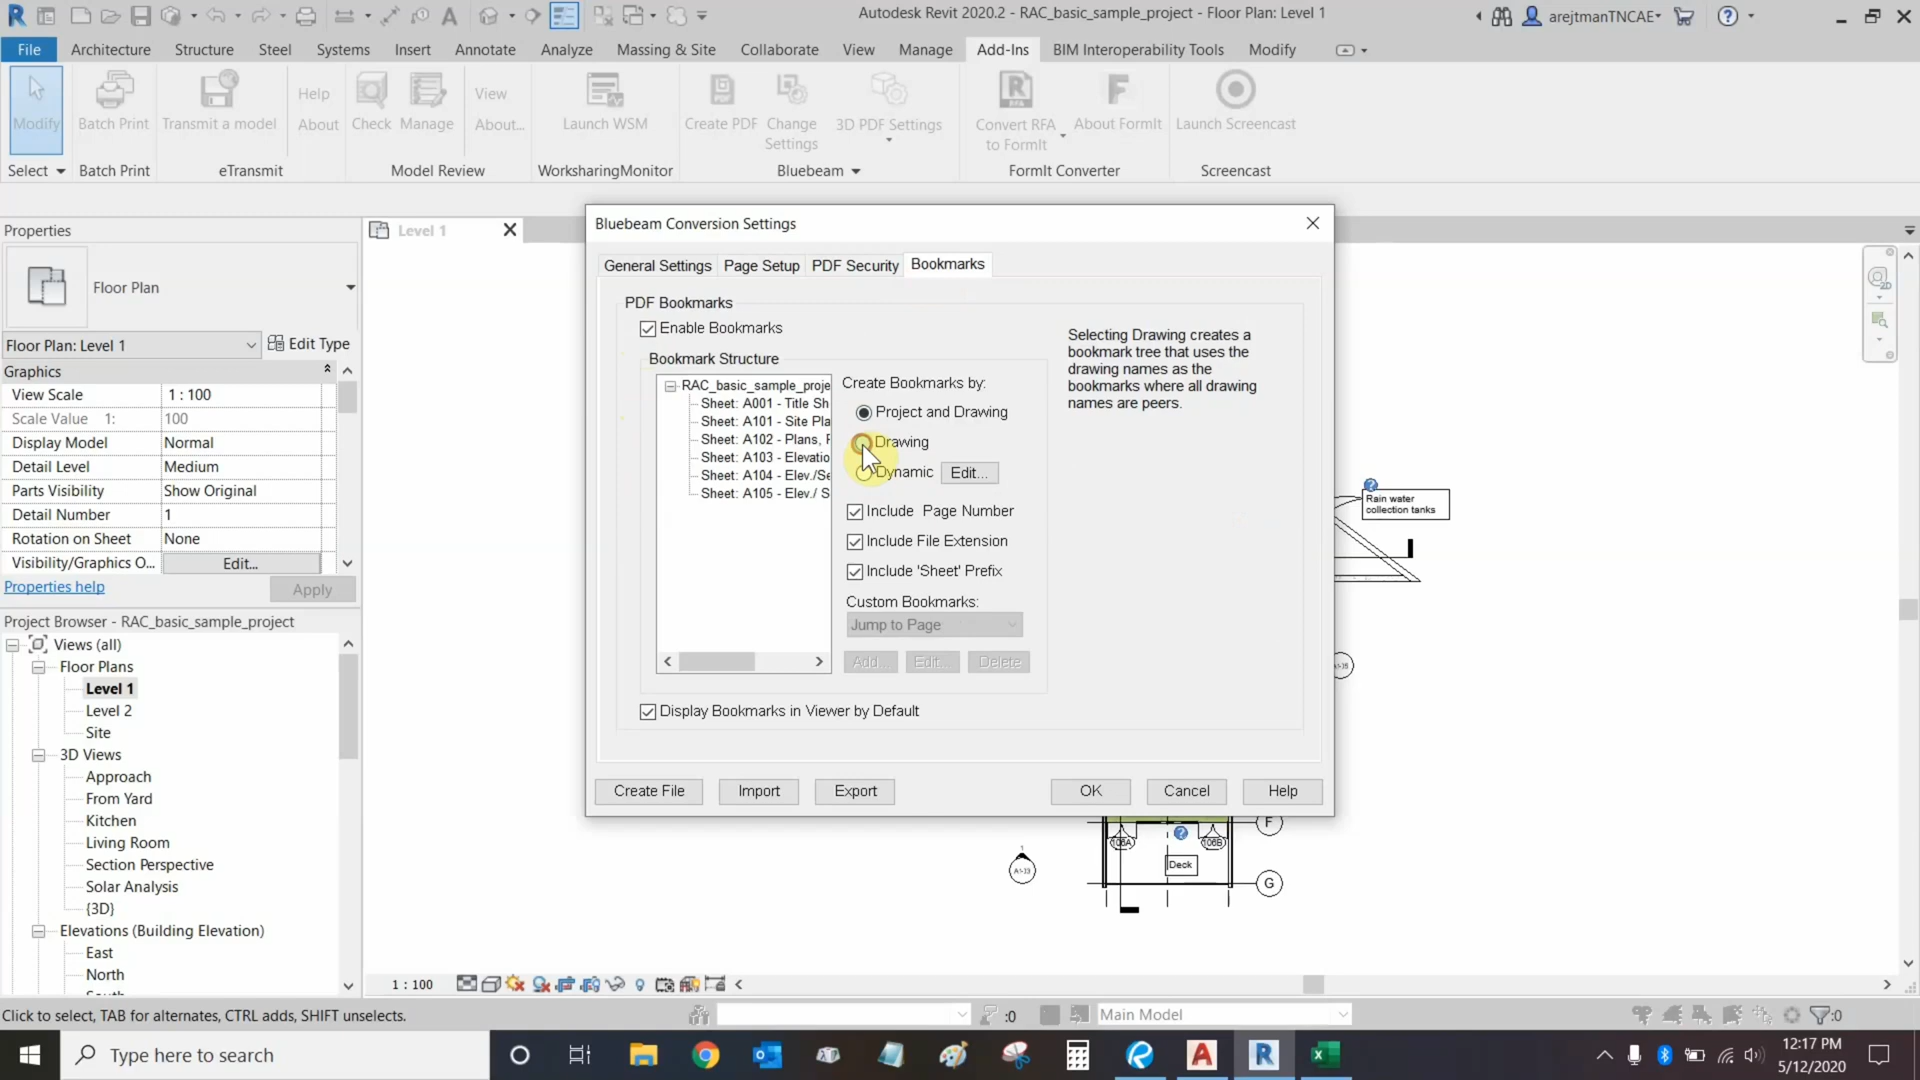 Autodesk Revit 2020.2 - RAC_basic_sample_project - Floor Plan: Level 1
arejtmanTNCAE
File Architecture Structure Steel Systems Insert Annotate Analyze Massing & Site Collaborate View Manage Add-Ins BIM Interoperability Tools Modify
Modify Batch Print Transmit a model Help About Check Manage View About... Launch WSM Create PDF Change Settings 3D PDF Settings Convert RFA to FormIt About FormIt Launch Screencast
Select Batch Print eTransmit Model Review WorksharingMonitor Bluebeam FormIt Converter Screencast
Properties
Floor Plan
Floor Plan: Level 1 Edit Type
Graphics
View Scale 1 : 100
Scale Value 1: 100
Display Model Normal
Detail Level Medium
Parts Visibility Show Original
Detail Number 1
Rotation on Sheet None
Visibility/Graphics O... Edit...
Properties help Apply
Project Browser - RAC_basic_sample_project
Views (all)
Floor Plans
Level 1
Level 2
Site
3D Views
Approach
From Yard
Kitchen
Living Room
Section Perspective
Solar Analysis
{3D}
Elevations (Building Elevation)
East
North
Level 1
Bluebeam Conversion Settings
General Settings Page Setup PDF Security Bookmarks
PDF Bookmarks
Enable Bookmarks
Bookmark Structure
RAC_basic_sample_proje
Sheet: A001 - Title Sh
Sheet: A101 - Site Pla
Sheet: A102 - Plans, F
Sheet: A103 - Elevatio
Sheet: A104 - Elev./Se
Sheet: A105 - Elev./ S
Create Bookmarks by:
Project and Drawing
Drawing
Dynamic Edit...
Include Page Number
Include File Extension
Include 'Sheet' Prefix
Custom Bookmarks:
Jump to Page
Add... Edit... Delete
Display Bookmarks in Viewer by Default
Selecting Drawing creates a
bookmark tree that uses the
drawing names as the
bookmarks where all drawing
names are peers.
Create File Import Export OK Cancel Help
Rain water
collection tanks
F
106A 106B
Deck
G
1
1 : 100
Click to select, TAB for alternates, CTRL adds, SHIFT unselects.
:0
Main Model
:0
Type here to search
12:17 PM
5/12/2020